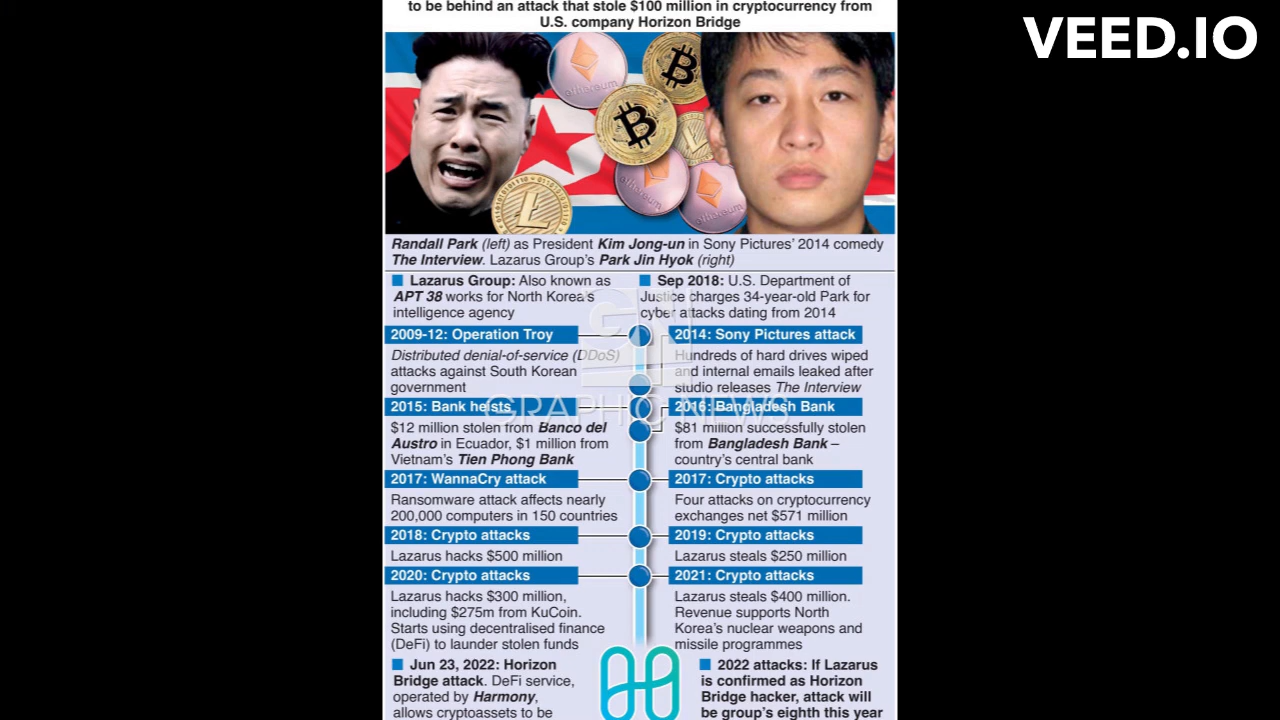 to be behind an attack that stole $100 million in cryptocurrency from
U.S. company Horizon Bridge
VEED.IO
ethereum
ethereum
ethereum
Randall Park (left) as President Kim Jong-un in Sony Pictures’ 2014 comedy
The Interview. Lazarus Group’s Park Jin Hyok (right)
Lazarus Group: Also known as
APT 38 works for North Korea’s
intelligence agency
Sep 2018: U.S. Department of
Justice charges 34-year-old Park for
cyber attacks dating from 2014
2009-12: Operation Troy
Distributed denial-of-service (DDoS)
attacks against South Korean
government
2014: Sony Pictures attack
Hundreds of hard drives wiped
and internal emails leaked after
studio releases The Interview
GN
GRAPHIC NEWS
2015: Bank heists
$12 million stolen from Banco del
Austro in Ecuador, $1 million from
Vietnam’s Tien Phong Bank
2016: Bangladesh Bank
$81 million successfully stolen
from Bangladesh Bank –
country’s central bank
2017: WannaCry attack
Ransomware attack affects nearly
200,000 computers in 150 countries
2017: Crypto attacks
Four attacks on cryptocurrency
exchanges net $571 million
2018: Crypto attacks
Lazarus hacks $500 million
2019: Crypto attacks
Lazarus steals $250 million
2020: Crypto attacks
Lazarus hacks $300 million,
including $275m from KuCoin.
Starts using decentralised finance
(DeFi) to launder stolen funds
2021: Crypto attacks
Lazarus steals $400 million.
Revenue supports North
Korea’s nuclear weapons and
missile programmes
Jun 23, 2022: Horizon
Bridge attack. DeFi service,
operated by Harmony,
allows cryptoassets to be
2022 attacks: If Lazarus
is confirmed as Horizon
Bridge hacker, attack will
be group’s eighth this year